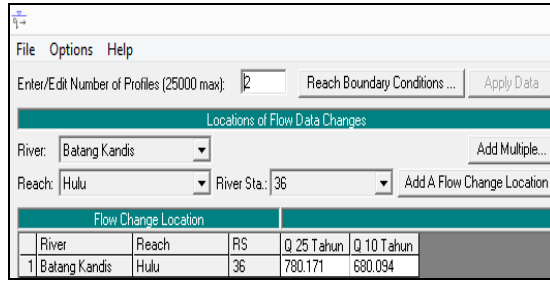 File Options Help
Enter/Edit Number of Profiles (25000 max): 2 Reach Boundary Conditions ... Apply Data
Locations of Flow Data Changes
River: Batang Kandis Add Multiple...
Reach: Hulu River Sta.: 36 Add A Flow Change Location
Flow Change Location
River Reach RS Q 25 Tahun Q 10 Tahun
1 Batang Kandis Hulu 36 780.171 680.094